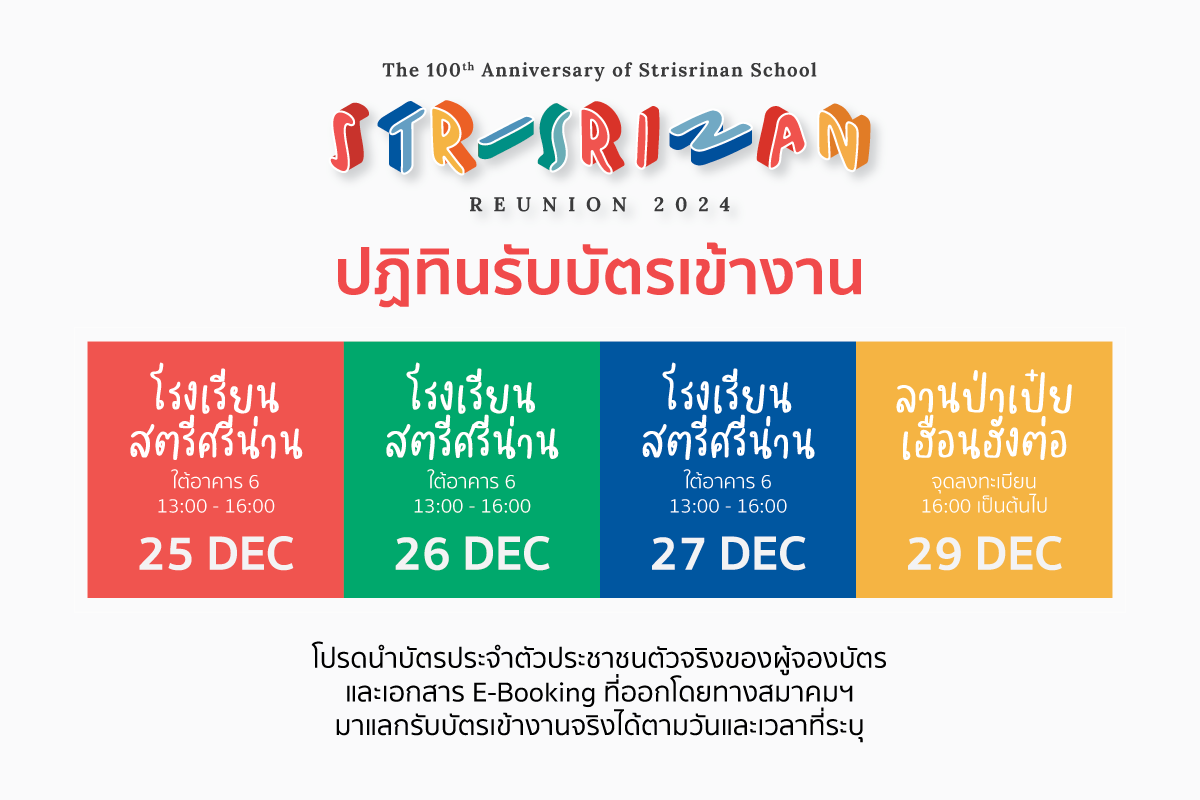 The 100th Anniversary of Strisrinan School
STRISRINAN
REUNION 2024
ปฏิทินรับบัตรเข้างาน
โรงเรียน
สตรีศรีน่าน
ใต้อาคาร 6
13:00 - 16:00
25 DEC
โรงเรียน
สตรีศรีน่าน
ใต้อาคาร 6
13:00 - 16:00
26 DEC
โรงเรียน
สตรีศรีน่าน
ใต้อาคาร 6
13:00 - 16:00
27 DEC
ลานป่าเป๋ย
เฮือนฮังต่อ
จุดลงทะเบียน
16:00 เป็นต้นไป
29 DEC
โปรดนำบัตรประจำตัวประชาชนตัวจริงของผู้จองบัตร
และเอกสาร E-Booking ที่ออกโดยทางสมาคมฯ
มาแลกรับบัตรเข้างานจริงได้ตามวันและเวลาที่ระบุ